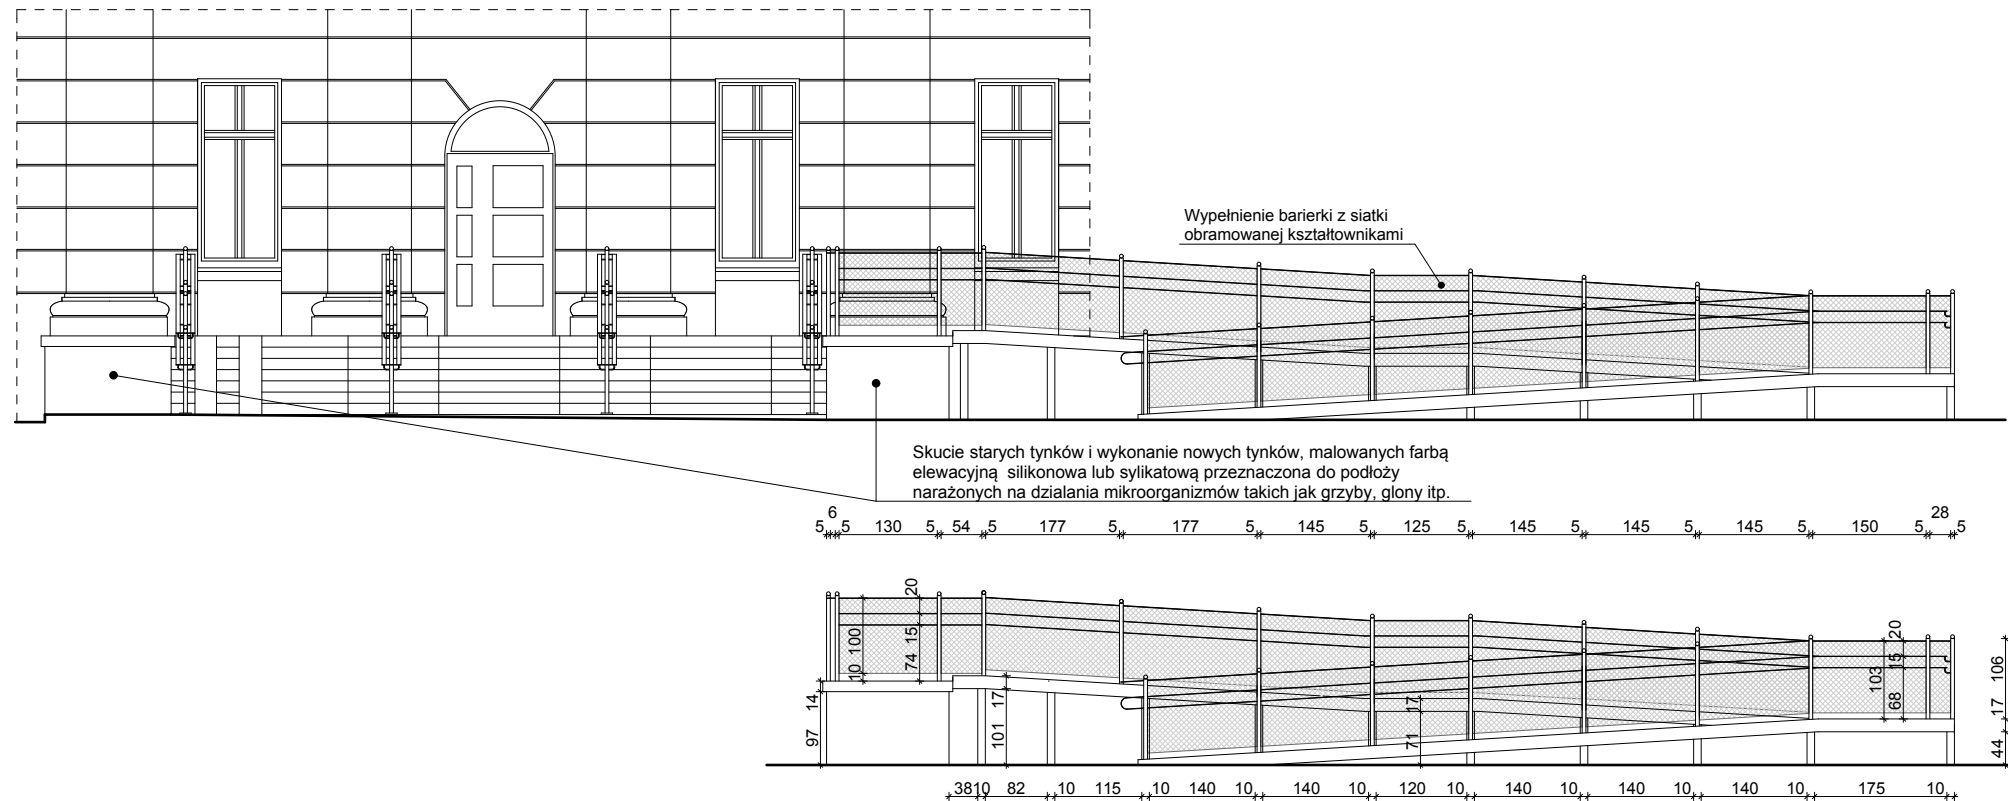 Wypełnienie barierki z siatki
obramowanej kształtownikami
Skucie starych tynków i wykonanie nowych tynków, malowanych farbą
elewacyjną silikonowa lub sylikatową przeznaczona do podłoży
narażonych na dzialania mikroorganizmów takich jak grzyby, glony itp.
6 28
5 5 130 5 54 5 177 5 177 5 145 5 125 5 145 5 145 5 145 5 150 5 5
20
10 100
74 15
14
97
17
101
17
71
20
15
103
68
106
17
44
38 10 82 10 115 10 140 10 140 10 120 10 140 10 140 10 175 10